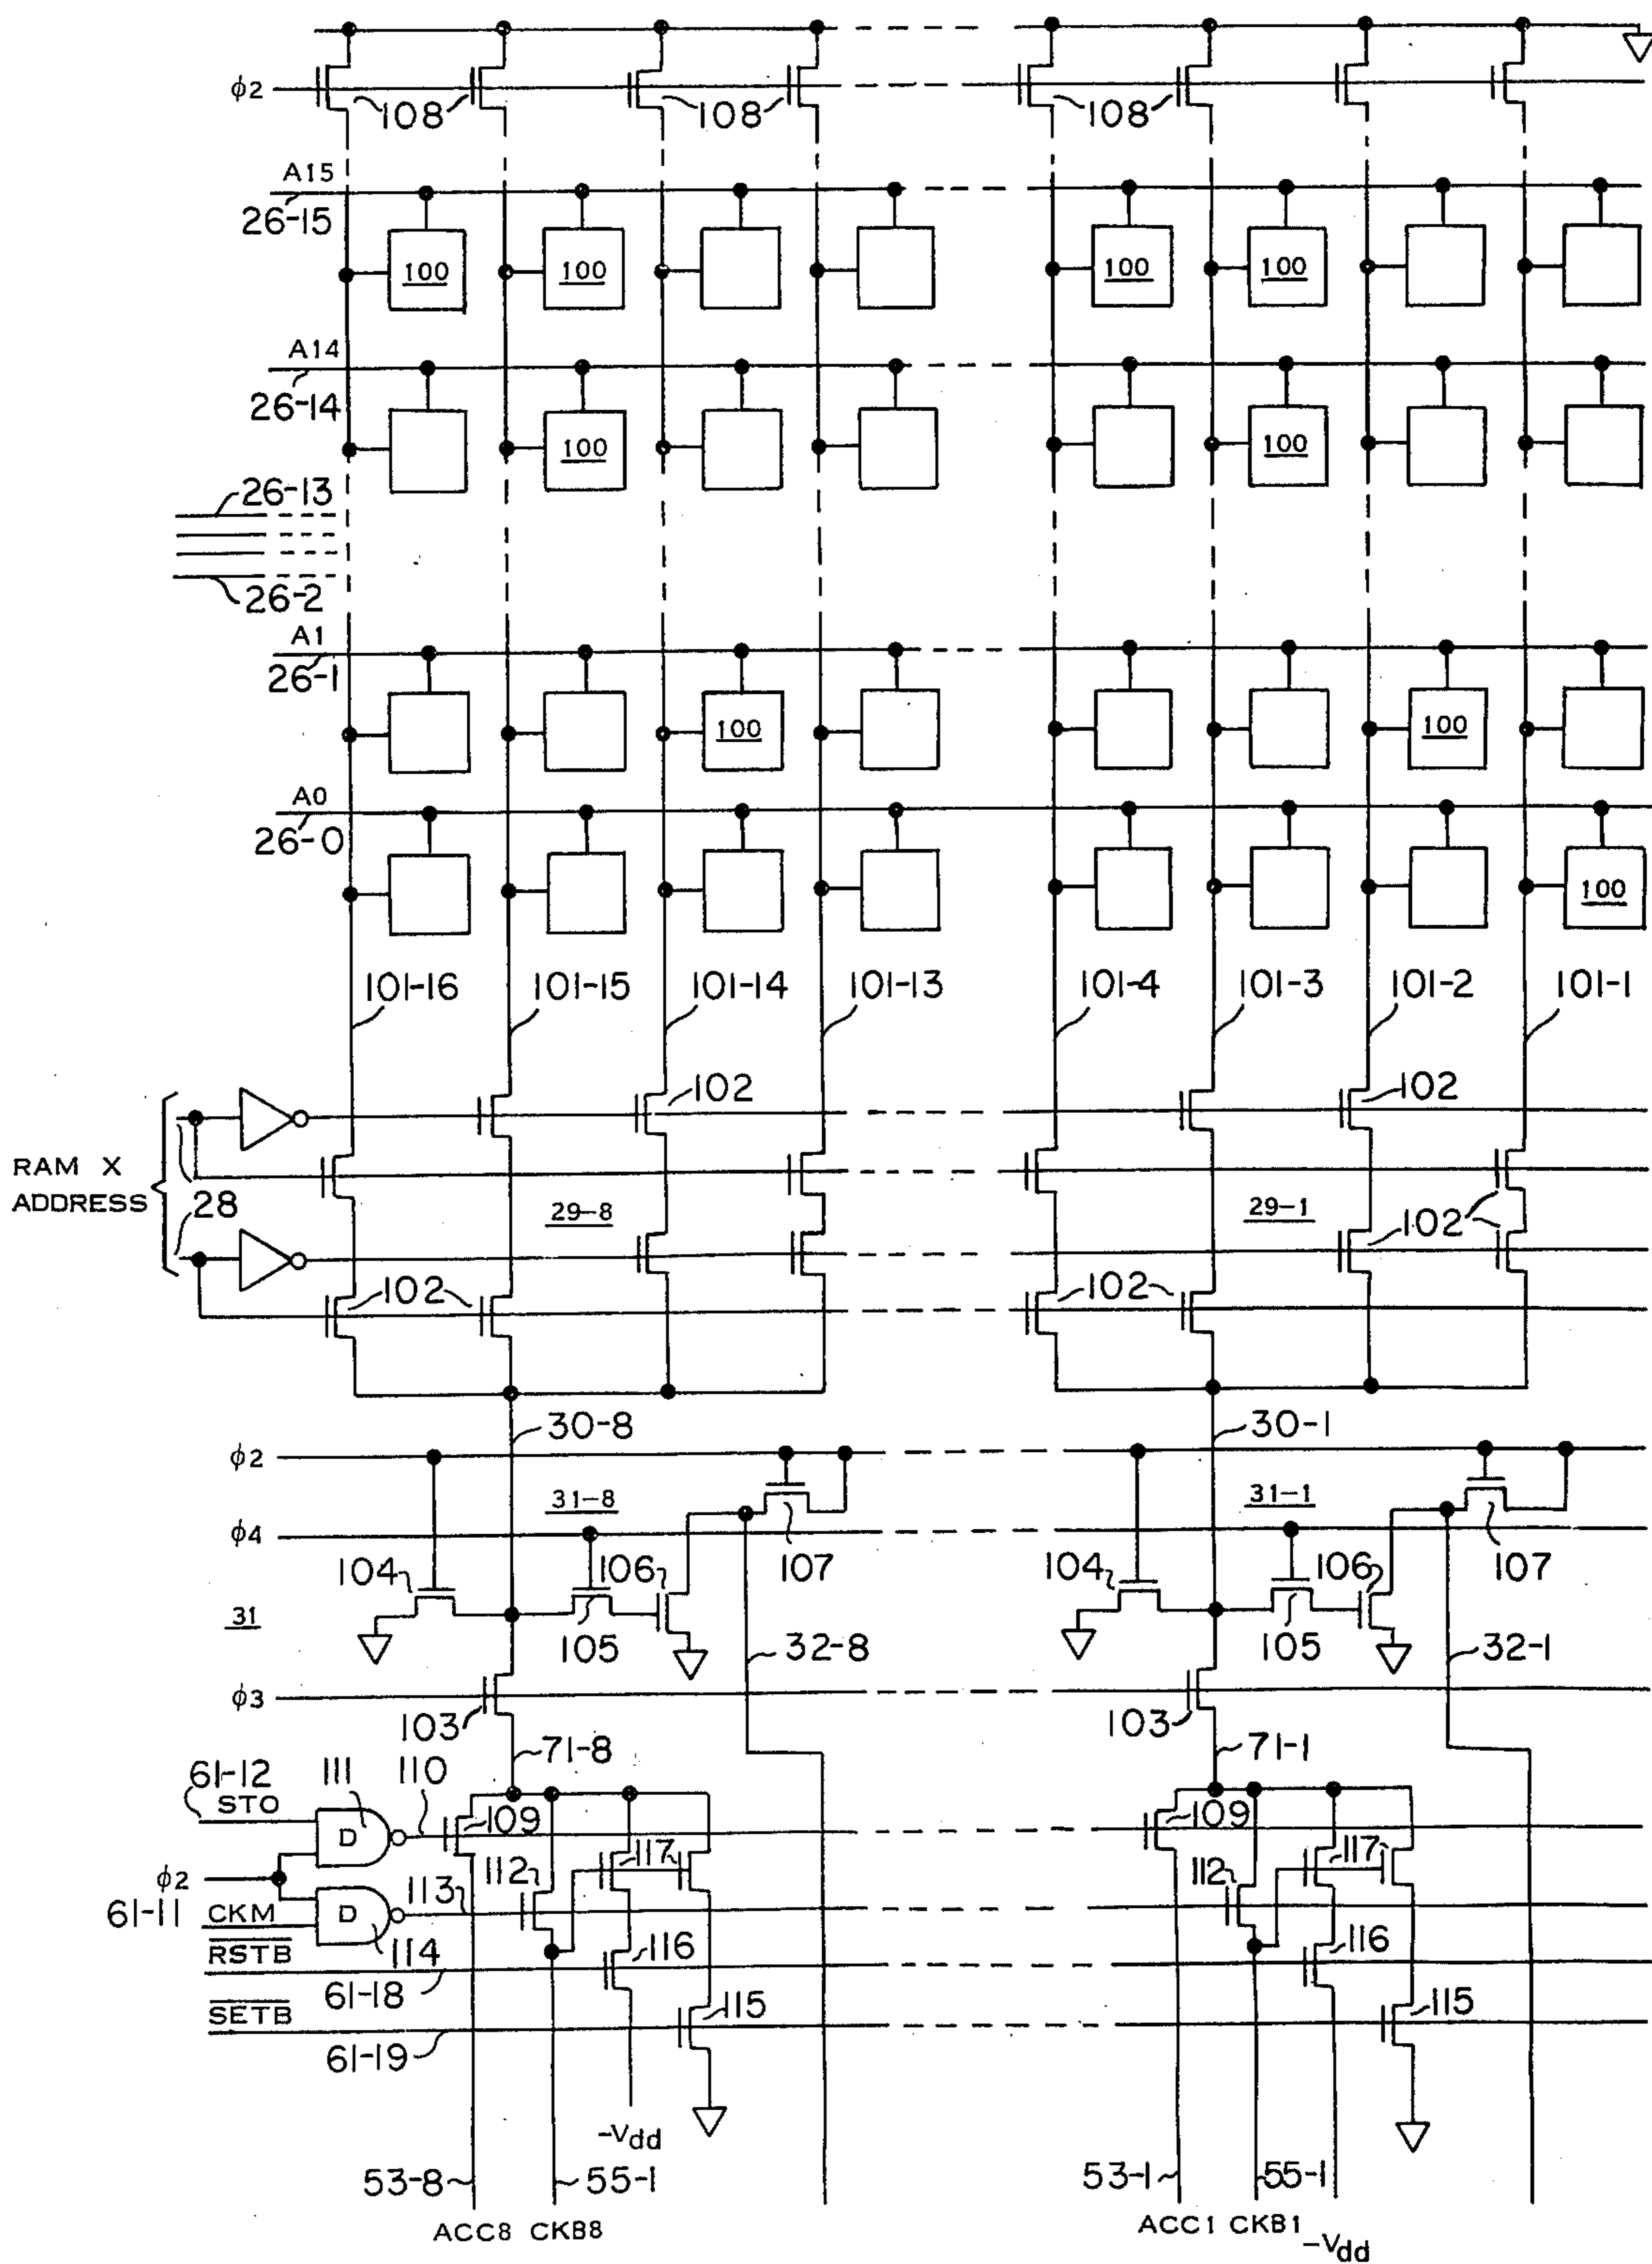 ϕ2 108 108 108
A15
26-15
100 100 100 100
A14
26-14
100 100
26-13
26-2
A1
26-1
100 100
A0
26-0
100
101-16 101-15 101-14 101-13 101-4 101-3 101-2 101-1
102 102
RAM X
ADDRESS
28 29-8 29-1 102
28
102 102
30-8 30-1
ϕ2
31-8 31-1
ϕ4
104 106 107 104 106 107
31
105 32-8 105 32-1
ϕ3
103 103
71-8 71-1
61-12 111 110
STO
D 109 109
ϕ2
61-11
112 117 112 117
CKM D 113
RSTB 114 116 116
61-18
SETB 115 115
61-19
-Vdd
53-8 55-1 53-1 55-1
ACC8 CKB8 ACC1 CKB1 -Vdd